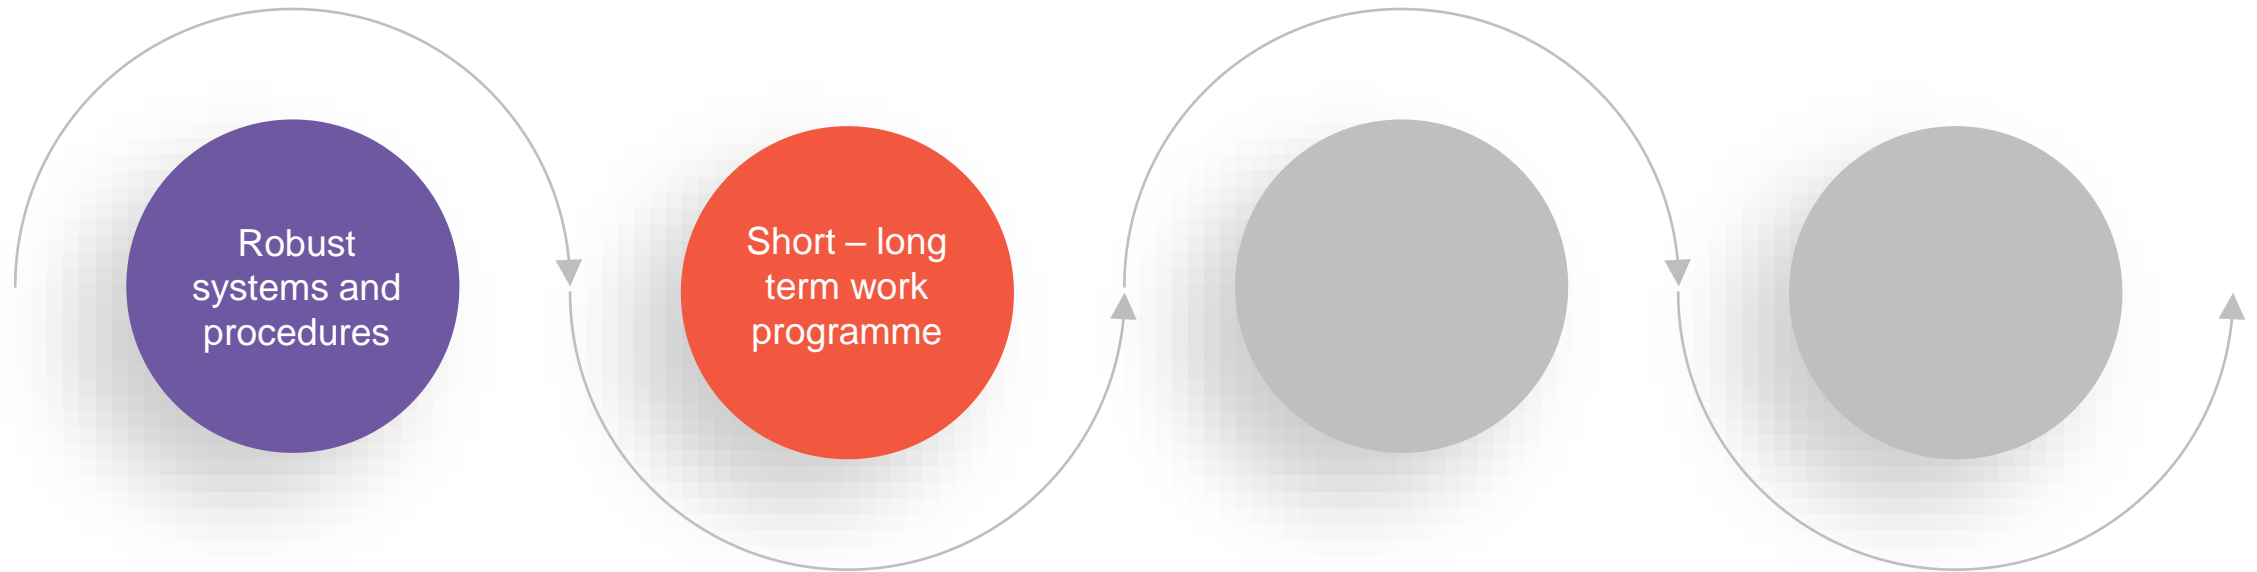 Robust
systems and
procedures
Short – long
term work
programme